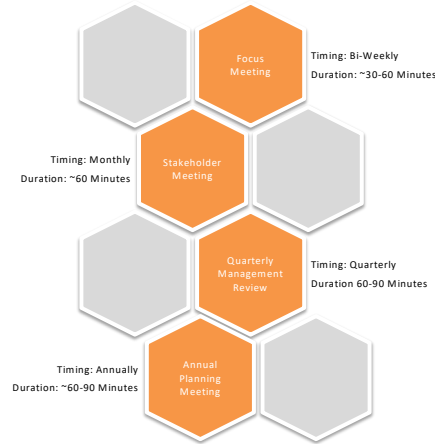 Focus
Meeting
Timing: Bi-Weekly
Duration: ~30-60 Minutes
Timing: Monthly
Duration: ~60 Minutes
Stakeholder
Meeting
Quarterly
Management
Review
Timing: Quarterly
Duration 60-90 Minutes
Timing: Annually
Duration: ~60-90 Minutes
Annual
Planning
Meeting